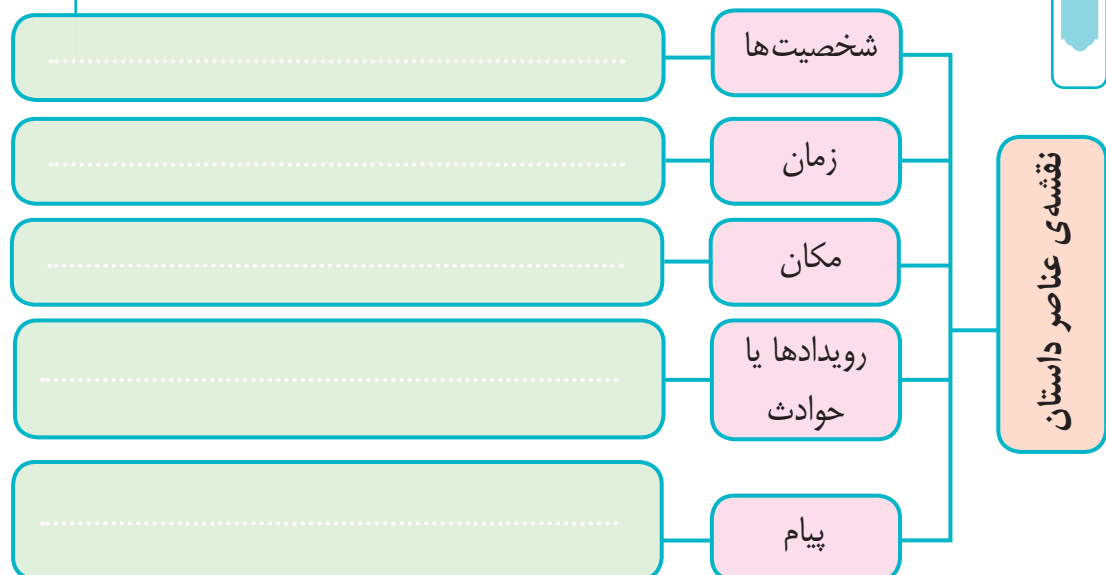 نقشه‌ی عناصر داستان
شخصیت‌ها
زمان
مکان
رویدادها یا
حوادث
پیام